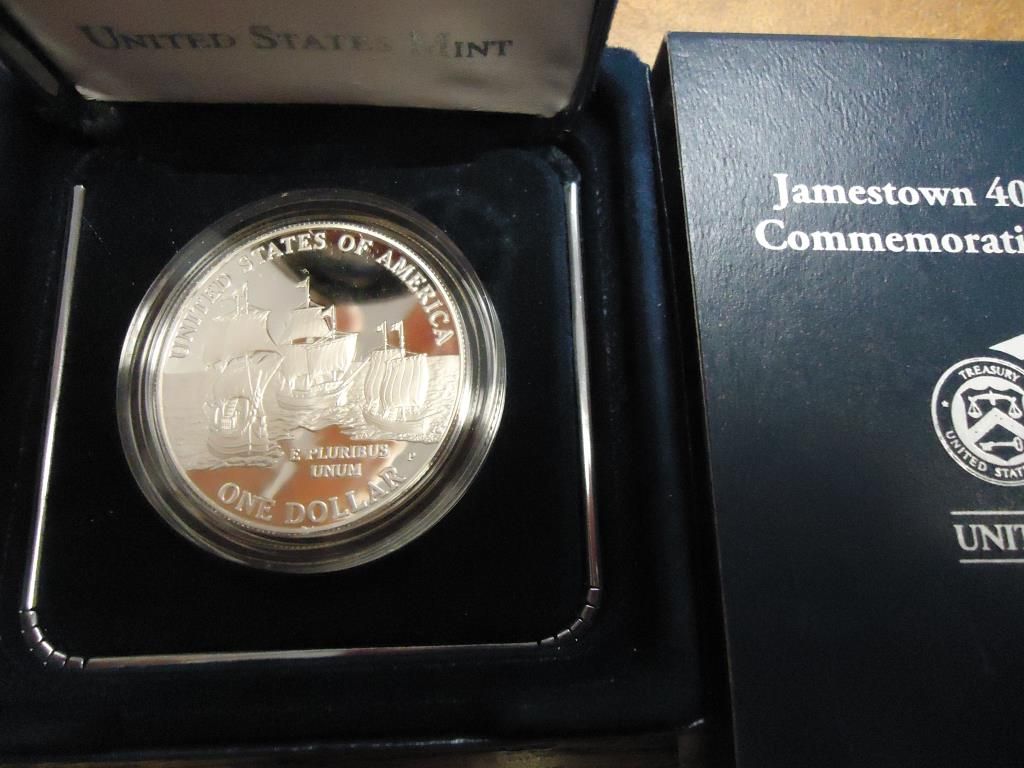 UNITED STATES MINT
UNITED STATES OF AMERICA
E PLURIBUS
UNUM
P
ONE DOLLAR
Jamestown 40
Commemorati
TREASURY
UNITED STATES
UNIT